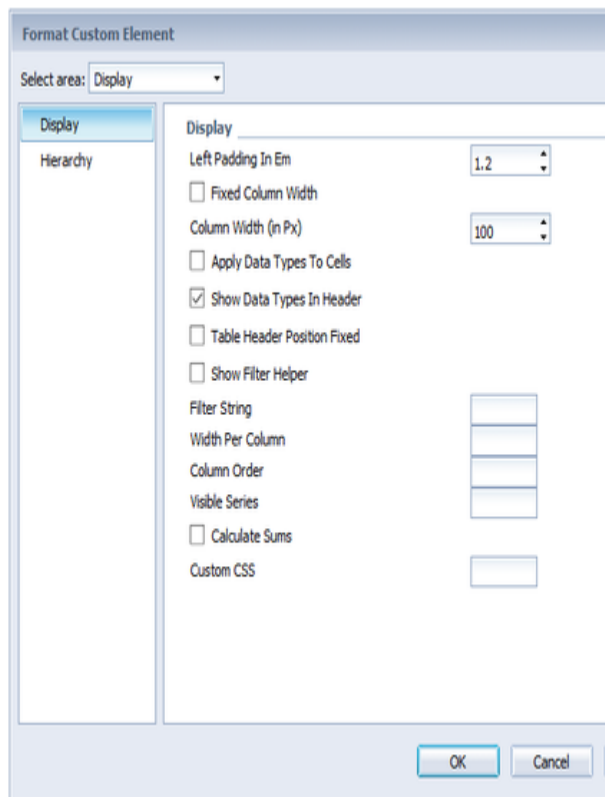 Format Custom Element
Select area: Display
Display
Hierarchy
Display
Left Padding In Em 1.2
Fixed Column Width
Column Width (in Px) 100
Apply Data Types To Cells
Show Data Types In Header
Table Header Position Fixed
Show Filter Helper
Filter String
Width Per Column
Column Order
Visible Series
Calculate Sums
Custom CSS
OK Cancel